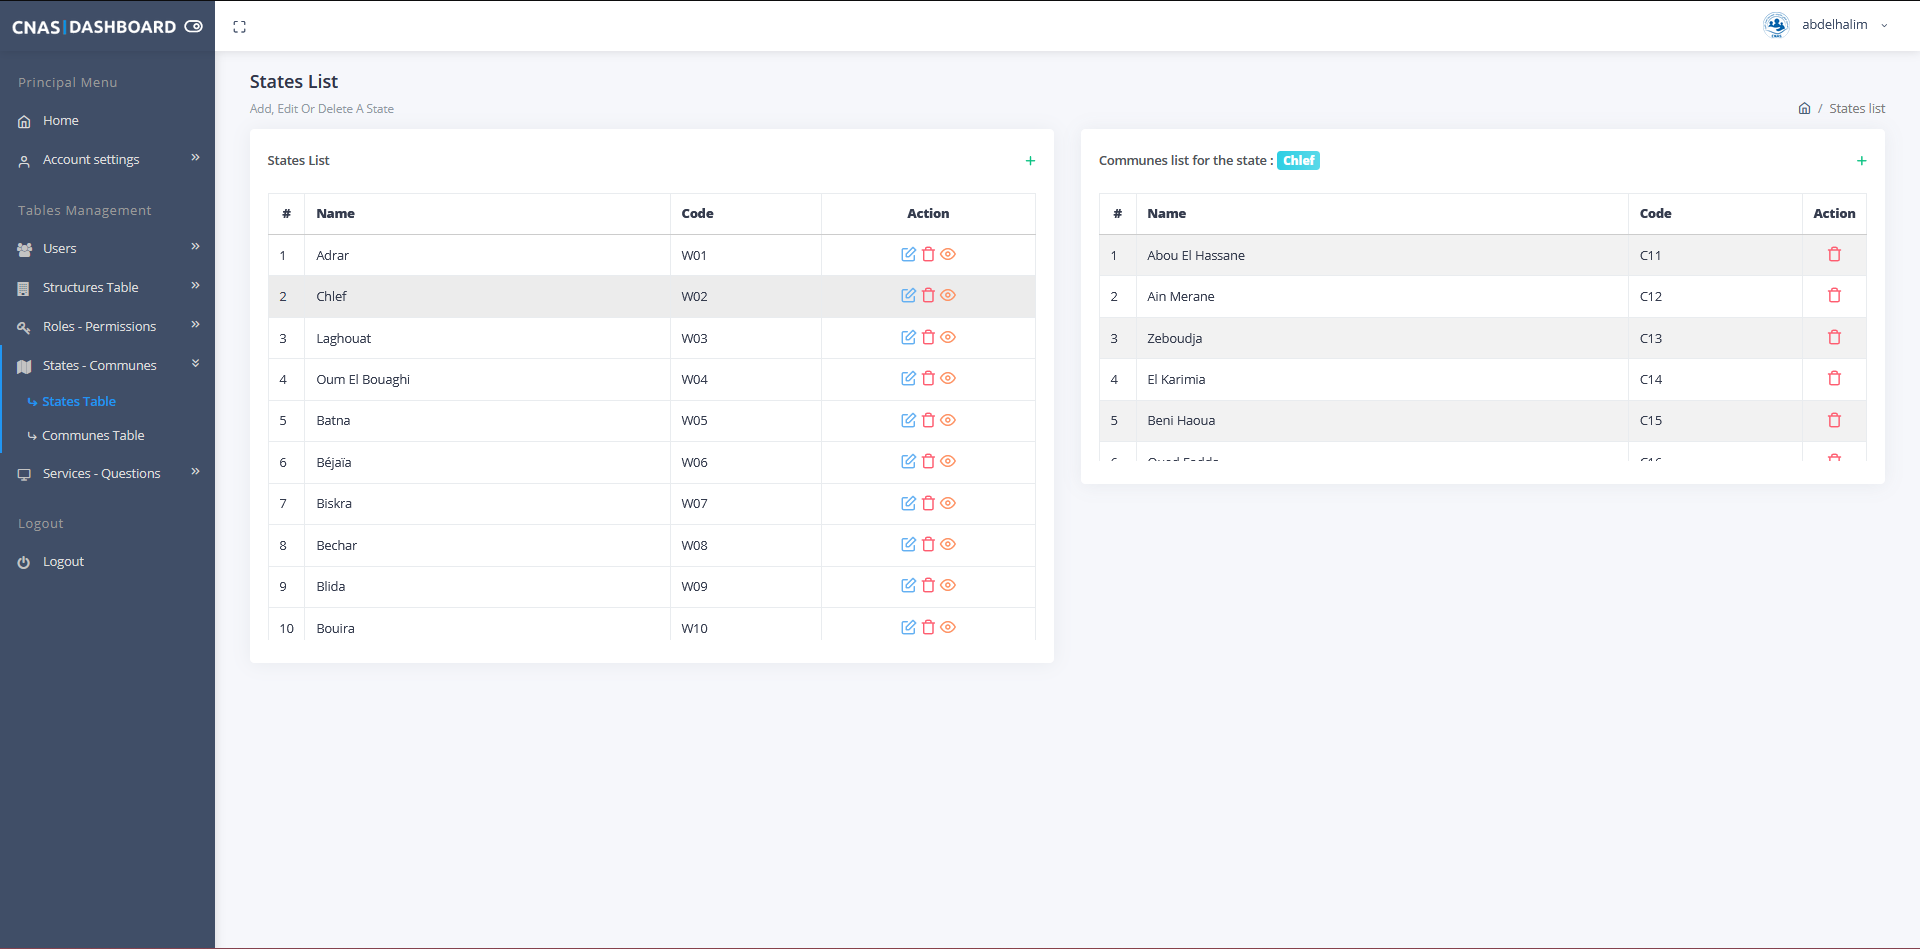 CNAS|DASHBOARD
abdelhalim
Principal Menu
Home
Account settings
Tables Management
Users
Structures Table
Roles - Permissions
States - Communes
States Table
Communes Table
Services - Questions
Logout
Logout
States List
Add, Edit Or Delete A State
/ States list
States List
# Name Code Action
1 Adrar W01
2 Chlef W02
3 Laghouat W03
4 Oum El Bouaghi W04
5 Batna W05
6 Béjaïa W06
7 Biskra W07
8 Bechar W08
9 Blida W09
10 Bouira W10
Communes list for the state : Chlef
# Name Code Action
1 Abou El Hassane C11
2 Ain Merane C12
3 Zeboudja C13
4 El Karimia C14
5 Beni Haoua C15